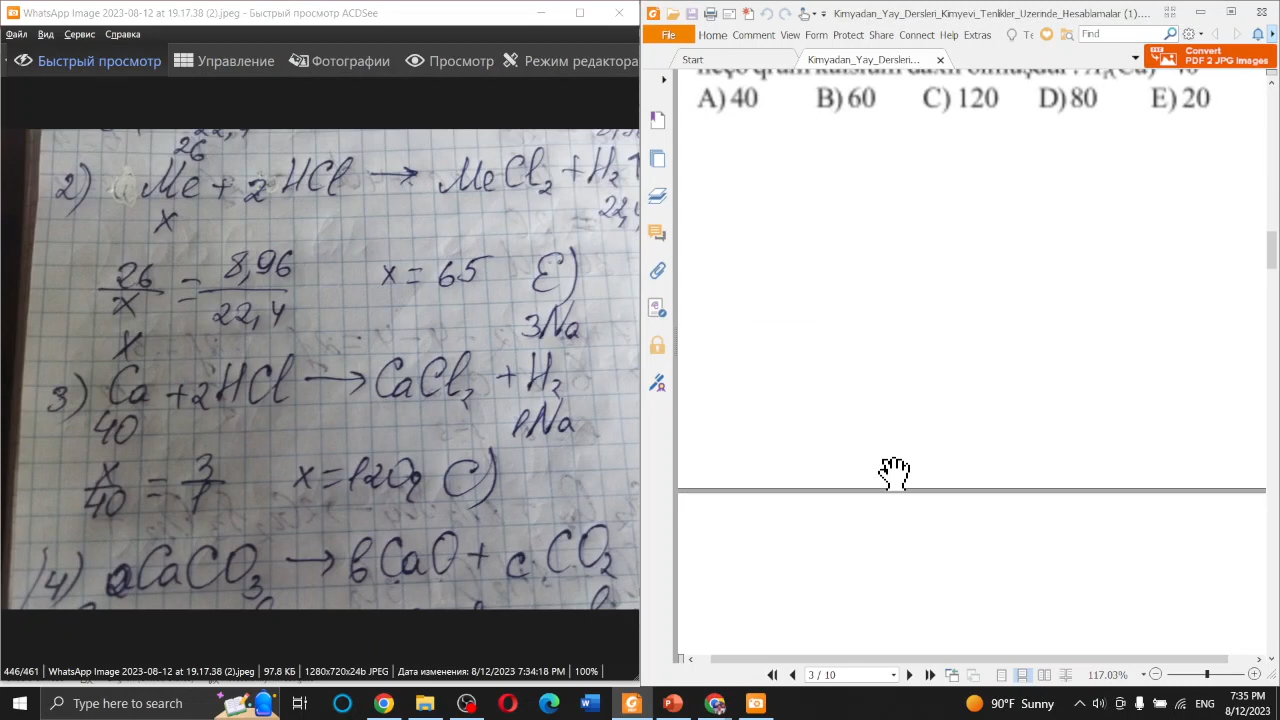 WhatsApp Image 2023-08-12 at 19.17.38 (2).jpeg - Быстрый просмотр ACDSee
Файл Вид Сервис Справка
Быстрый просмотр Управление Фотографии Просмотр Режим редактора
26
2) Me + 2 HCl → MeCl2 + H2↑
x
22,4
26/x = 8,96/22,4 x = 65 E)
x 3Na
3) Ca + 2HCl → CaCl2 + H2
40 1Na
x/40 = 3/1 x = 120q C)
4) aCaCO3 → bCaO + c.CO2
446/461 WhatsApp Image 2023-08-12 at 19.17.38 (2).jpeg 97.8 КБ 1280x720x24b JPEG Дата изменения: 8/12/2023 7:34:18 PM 100%
Kimyadan_Yay_Dersleri_Kimyevi_Tenlikler_Uzerinde_Hesablamalar (1)....
File Home Comment View Form Protect Share Connect Help Extras Te Find
Start Kimyadan_Yay_Dersleri... Convert
PDF 2 JPG Images
A) 40 B) 60 C) 120 D) 80 E) 20
3 / 10 117.03%
Type here to search 90°F Sunny 7:35 PM
8/12/2023